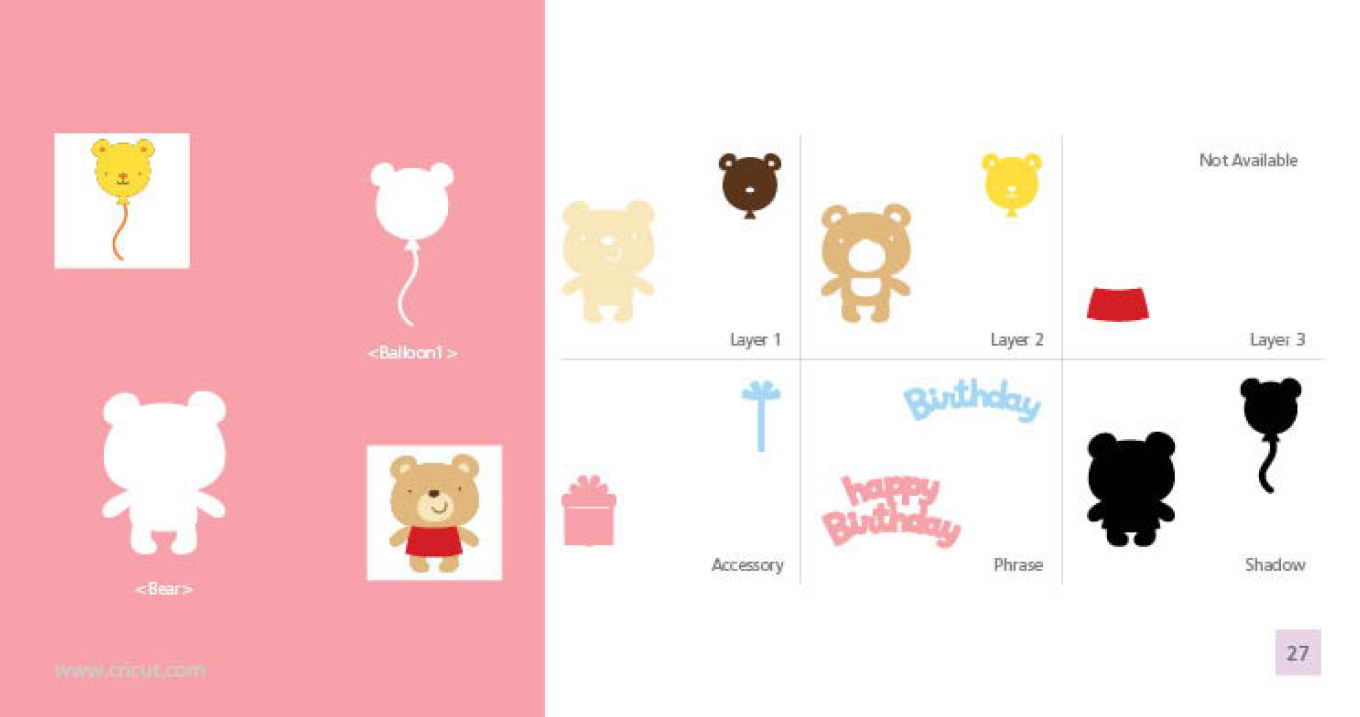 <Balloon1>
<Bear>
www.cricut.com
Not Available
Layer 1
Layer 2
Layer 3
Birthday
happy
Birthday
Accessory
Phrase
Shadow
27